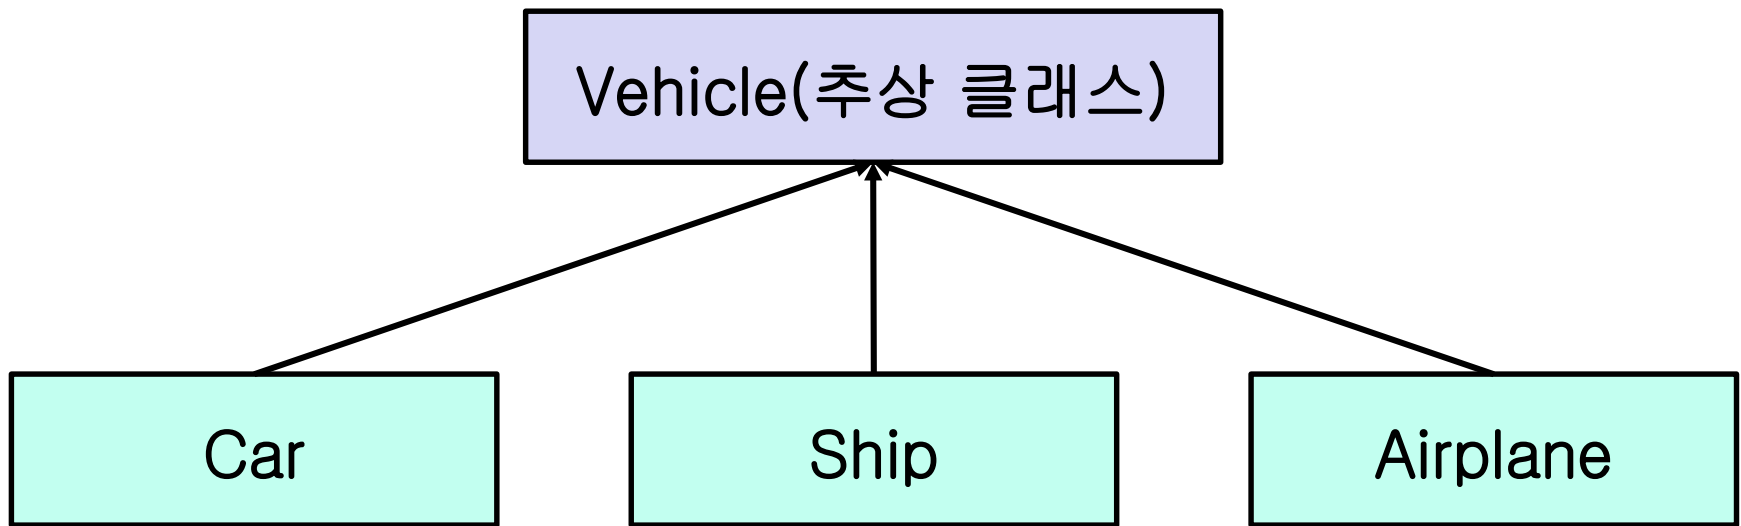 Vehicle(추상 클래스)
Car
Ship
Airplane